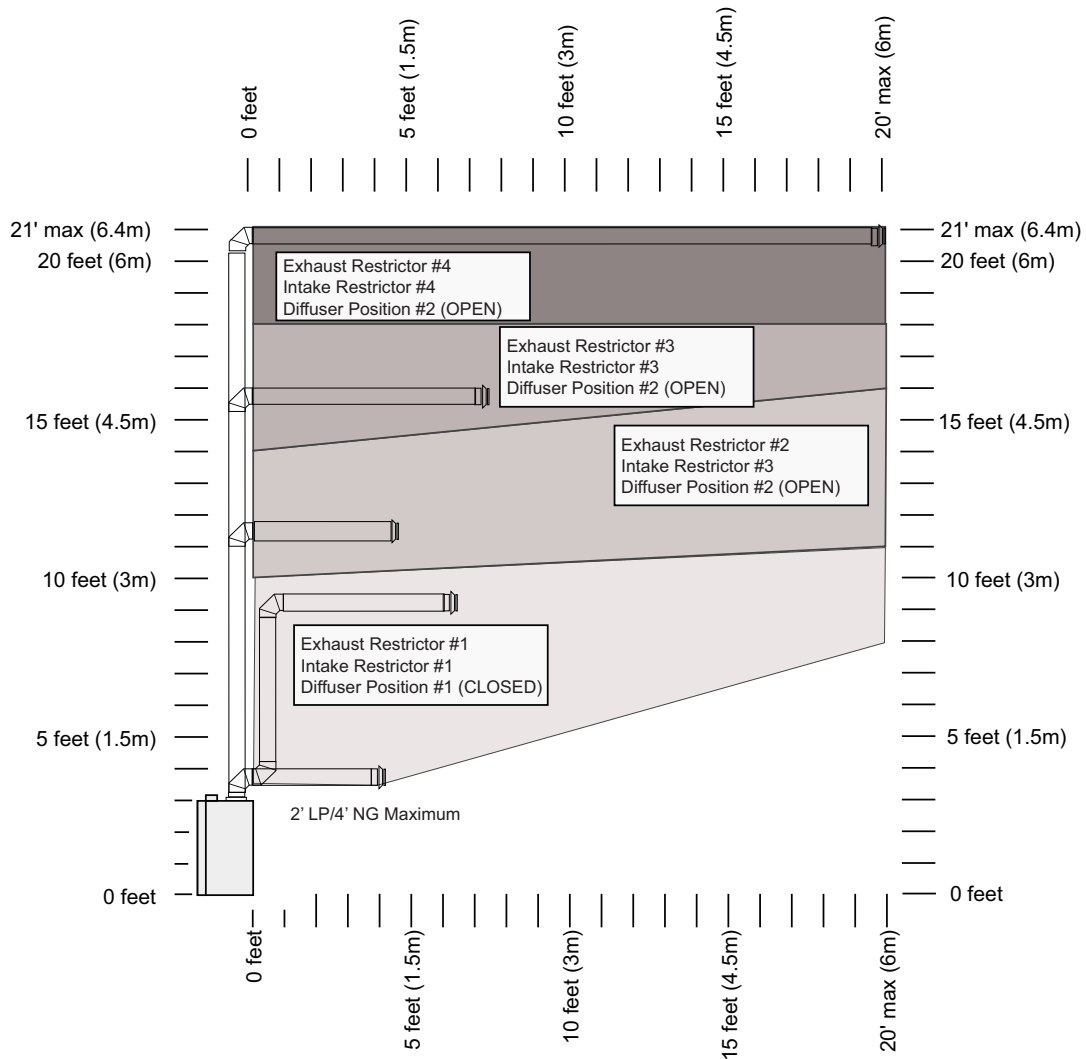 0 feet
5 feet (1.5m)
10 feet (3m)
15 feet (4.5m)
20' max (6m)
21' max (6.4m)
20 feet (6m)
15 feet (4.5m)
10 feet (3m)
5 feet (1.5m)
0 feet
Exhaust Restrictor #4
Intake Restrictor #4
Diffuser Position #2 (OPEN)
Exhaust Restrictor #3
Intake Restrictor #3
Diffuser Position #2 (OPEN)
Exhaust Restrictor #2
Intake Restrictor #3
Diffuser Position #2 (OPEN)
Exhaust Restrictor #1
Intake Restrictor #1
Diffuser Position #1 (CLOSED)
2’ LP/4’ NG Maximum
21' max (6.4m)
20 feet (6m)
15 feet (4.5m)
10 feet (3m)
5 feet (1.5m)
0 feet
0 feet
5 feet (1.5m)
10 feet (3m)
15 feet (4.5m)
20' max (6m)